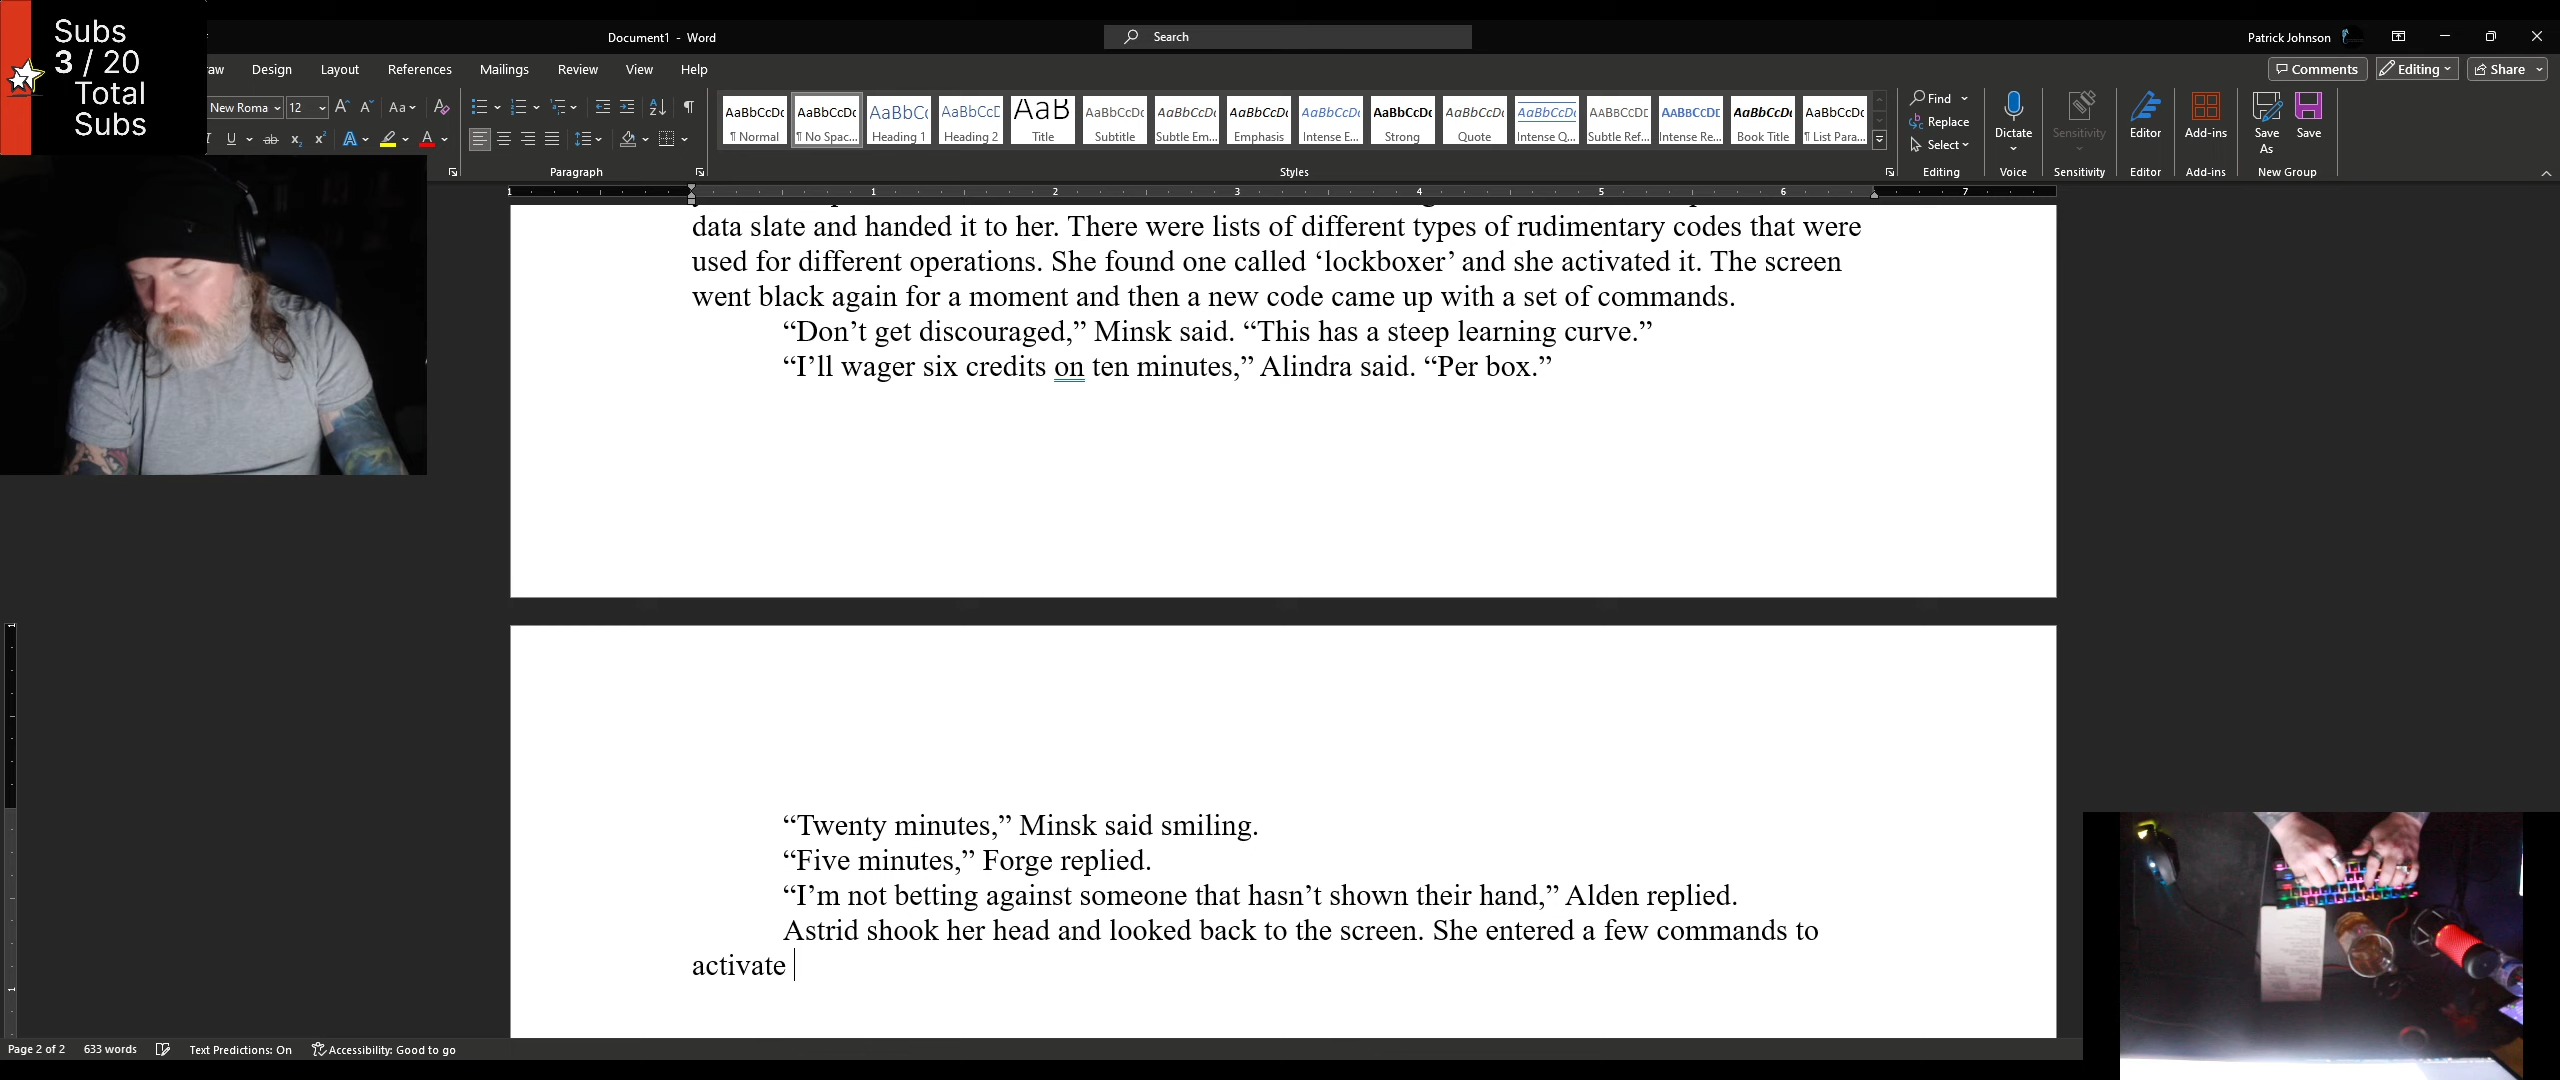 Subs
3 / 20
Total
Subs
Document1 - Word
Search
Patrick Johnson
Design Layout References Mailings Review View Help
Comments Editing Share
New Roma 12 Aa
AaBbCcDc AaBbCcDc AaBbC AaBbCcD AaB AaBbCcDc AaBbCcDc AaBbCcDc AaBbCcDc AaBbCcDc AaBbCcDc AaBbCcDc AABBCCDD AABBCCDD AaBbCcDc AaBbCcDc
¶ Normal ¶ No Spac... Heading 1 Heading 2 Title Subtitle Subtle Em... Emphasis Intense E... Strong Quote Intense Q... Subtle Ref... Intense Re... Book Title ¶ List Para...
Find
Replace
Select
Dictate
Sensitivity
Editor
Add-ins
Save As
Save
Paragraph Styles Editing Voice Sensitivity Editor Add-ins New Group
1 1 2 3 4 5 6 7
data slate and handed it to her. There were lists of different types of rudimentary codes that were
used for different operations. She found one called ‘lockboxer’ and she activated it. The screen
went black again for a moment and then a new code came up with a set of commands.
“Don’t get discouraged,” Minsk said. “This has a steep learning curve.”
“I’ll wager six credits on ten minutes,” Alindra said. “Per box.”
“Twenty minutes,” Minsk said smiling.
“Five minutes,” Forge replied.
“I’m not betting against someone that hasn’t shown their hand,” Alden replied.
Astrid shook her head and looked back to the screen. She entered a few commands to
activate
Page 2 of 2 633 words Text Predictions: On Accessibility: Good to go